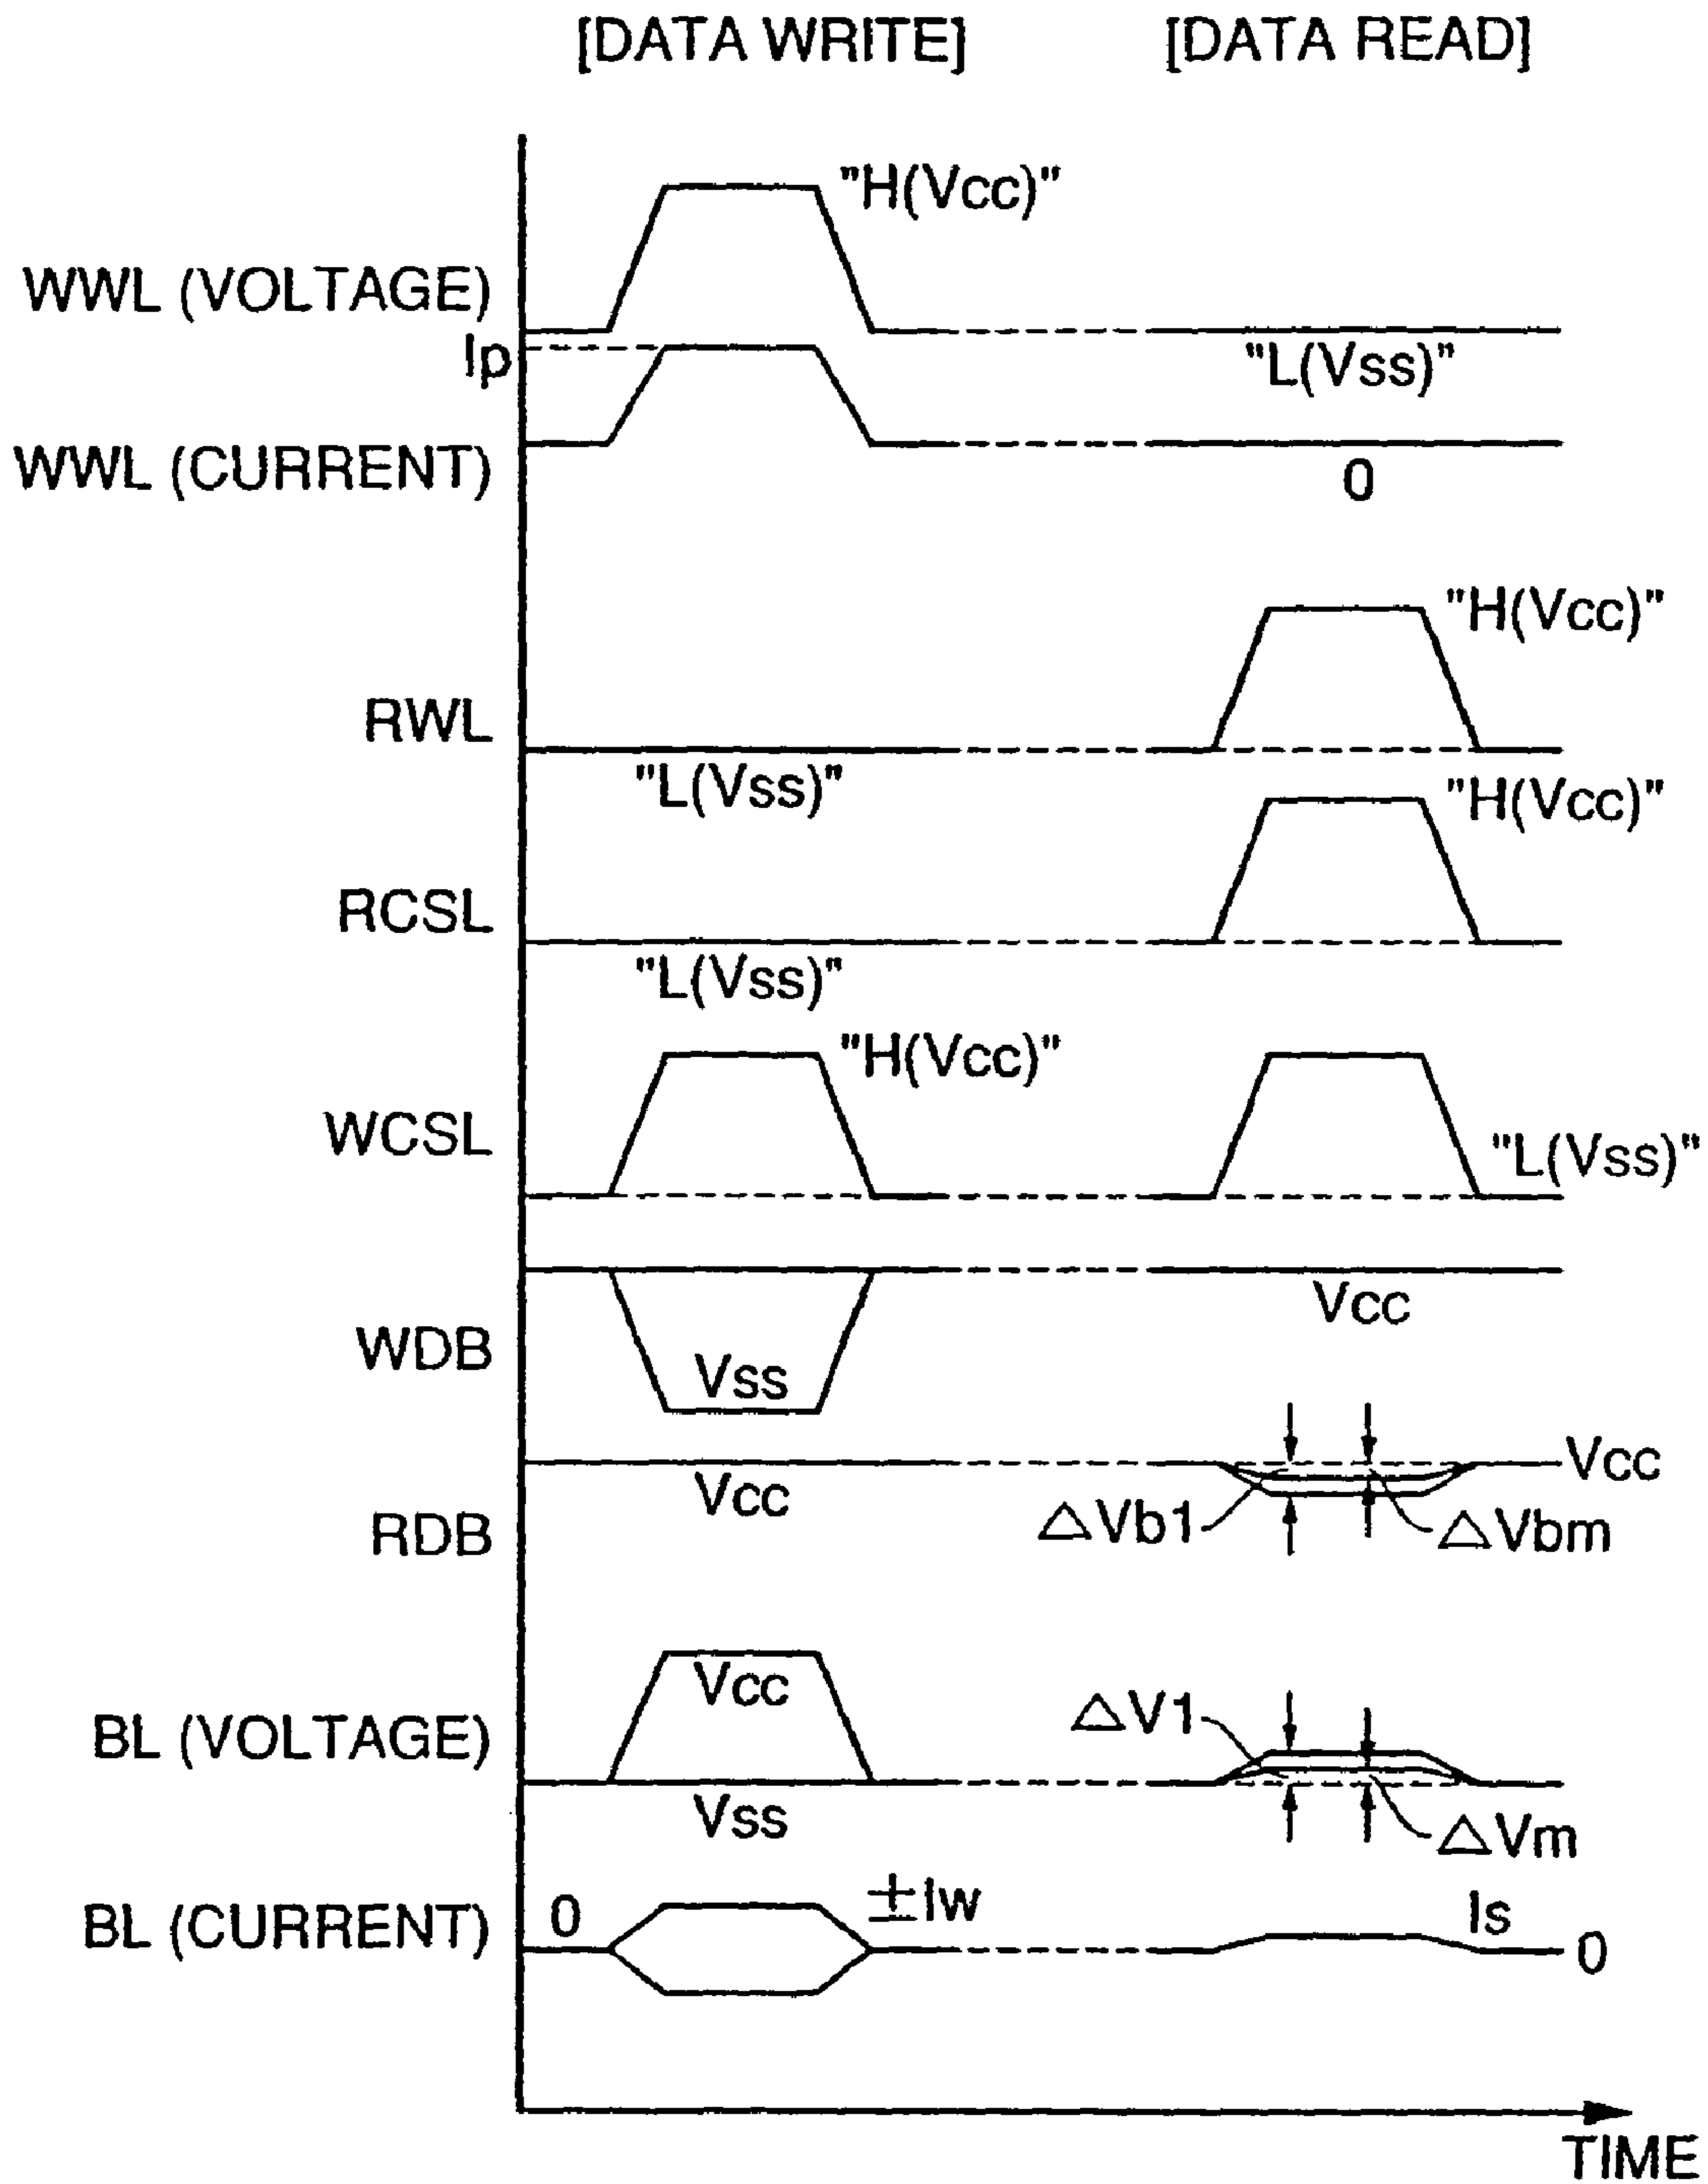 [DATA WRITE] [DATA READ]
"H(Vcc)"
WWL (VOLTAGE)
Ip
"L(Vss)"
WWL (CURRENT)
0
"H(Vcc)"
RWL
"L(Vss)"
"H(Vcc)"
RCSL
"L(Vss)"
"H(Vcc)"
WCSL
"L(Vss)"
Vcc
WDB
Vss
Vcc
Vcc
RDB
△Vb1
△Vbm
Vcc
△V1
BL (VOLTAGE)
Vss
△Vm
0
±Iw
Is
BL (CURRENT)
0
TIME